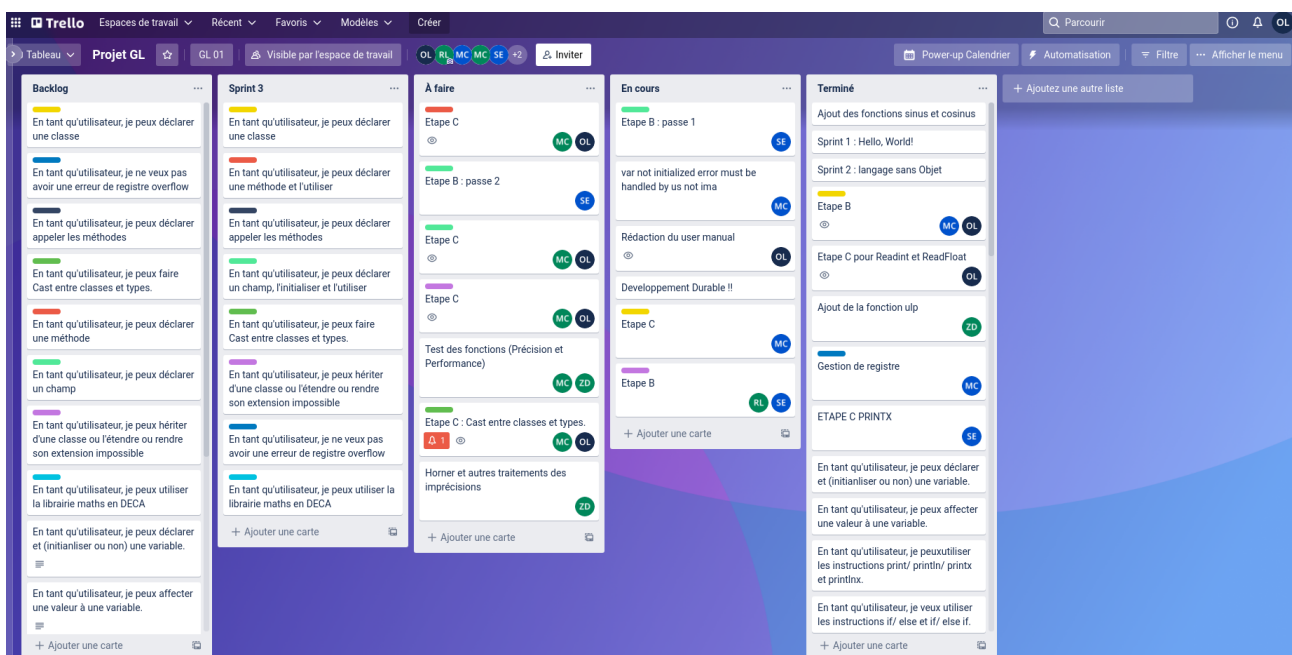 Trello Espaces de travail Récent Favoris Modèles Créer Parcourir OL
Tableau Projet GL GL 01 Visible par l'espace de travail OL RL MC MC SE +2 Inviter Power-up Calendrier Automatisation Filtre Afficher le menu
Backlog
En tant qu'utilisateur, je peux déclarer
une classe
En tant qu'utilisateur, je ne veux pas
avoir une erreur de registre overflow
En tant qu'utilisateur, je peux déclarer
appeler les méthodes
En tant qu'utilisateur, je peux faire
Cast entre classes et types.
En tant qu'utilisateur, je peux déclarer
une méthode
En tant qu'utilisateur, je peux déclarer
un champ
En tant qu'utilisateur, je peux hériter
d'une classe ou l'étendre ou rendre
son extension impossible
En tant qu'utilisateur, je peux utiliser
la librairie maths en DECA
En tant qu'utilisateur, je peux déclarer
et (initianliser ou non) une variable.
En tant qu'utilisateur, je peux affecter
une valeur à une variable.
+ Ajouter une carte
Sprint 3
En tant qu'utilisateur, je peux déclarer
une classe
En tant qu'utilisateur, je peux déclarer
une méthode et l'utiliser
En tant qu'utilisateur, je peux déclarer
appeler les méthodes
En tant qu'utilisateur, je peux déclarer
un champ, l'initialiser et l'utiliser
En tant qu'utilisateur, je peux faire
Cast entre classes et types.
En tant qu'utilisateur, je peux hériter
d'une classe ou l'étendre ou rendre
son extension impossible
En tant qu'utilisateur, je ne veux pas
avoir une erreur de registre overflow
En tant qu'utilisateur, je peux utiliser la
librairie maths en DECA
+ Ajouter une carte
À faire
Etape C
MC OL
Etape B : passe 2
SE
Etape C
MC OL
Etape C
MC OL
Test des fonctions (Précision et
Performance)
MC ZD
Etape C : Cast entre classes et types.
1 MC OL
Horner et autres traitements des
imprécisions
ZD
+ Ajouter une carte
En cours
Etape B : passe 1
SE
var not initialized error must be
handled by us not ima
MC
Rédaction du user manual
OL
Developpement Durable !!
Etape C
MC
Etape B
RL SE
+ Ajouter une carte
Terminé
Ajout des fonctions sinus et cosinus
Sprint 1 : Hello, World!
Sprint 2 : langage sans Objet
Etape B
MC OL
Etape C pour Readint et ReadFloat
OL
Ajout de la fonction ulp
ZD
Gestion de registre
MC
ETAPE C PRINTX
SE
En tant qu'utilisateur, je peux déclarer
et (initianliser ou non) une variable.
En tant qu'utilisateur, je peux affecter
une valeur à une variable.
En tant qu'utilisateur, je peuxutiliser
les instructions print/ println/ printx
et printlnx.
En tant qu'utilisateur, je veux utiliser
les instructions if/ else et if/ else if.
+ Ajouter une carte
+ Ajoutez une autre liste